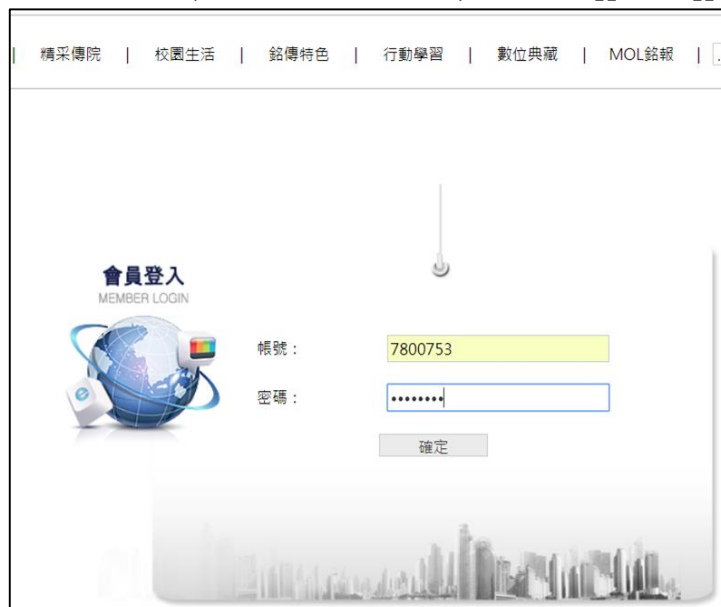 | 精采傳院 | 校園生活 | 銘傳特色 | 行動學習 | 數位典藏 | MOL銘報 |
會員登入
MEMBER LOGIN
帳號： 7800753
密碼： ••••••••
確定